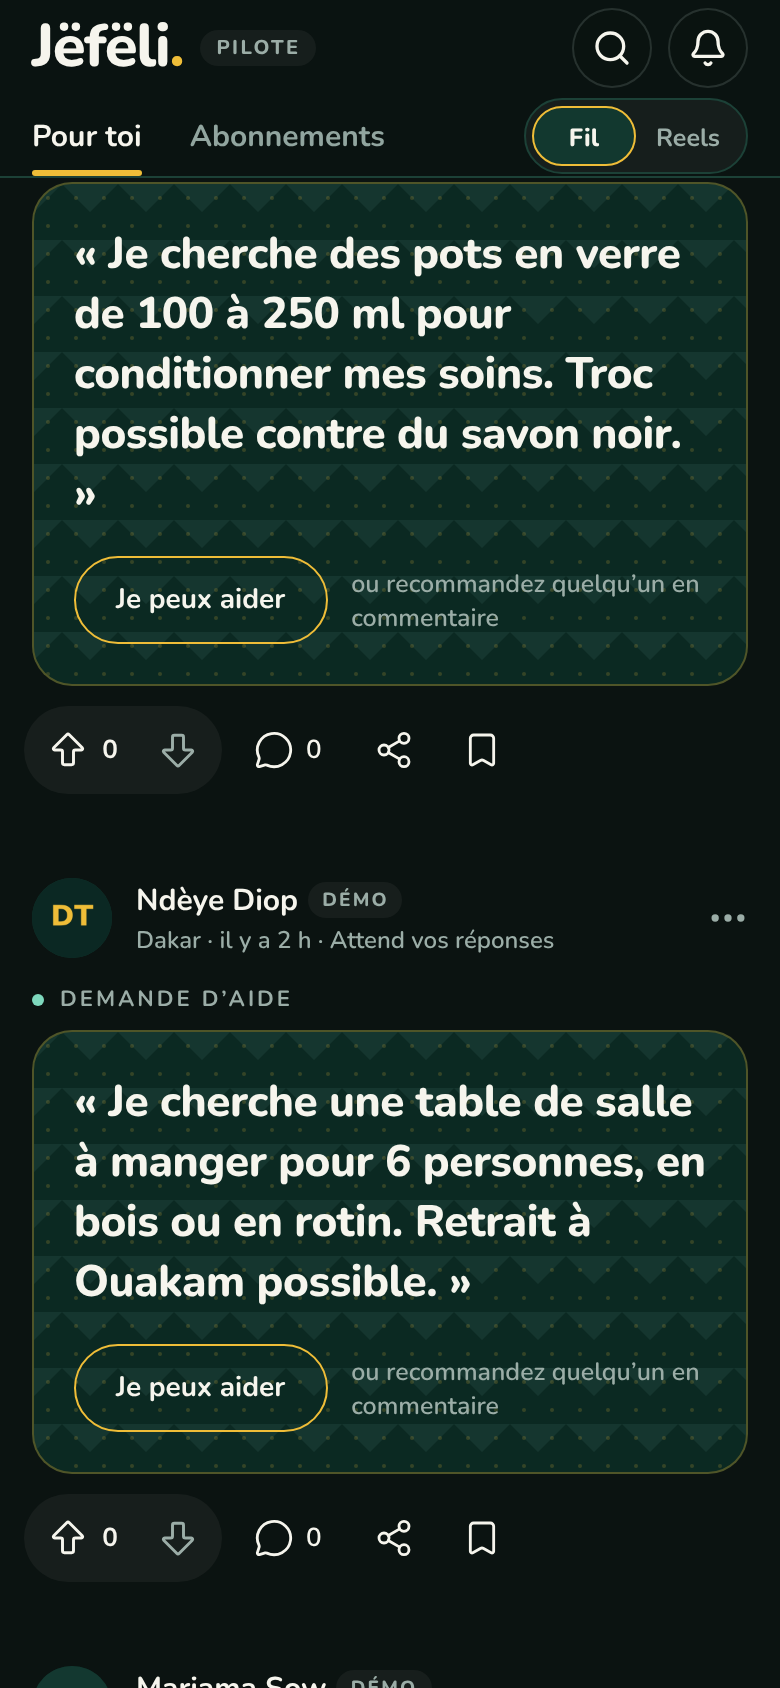 Jëfëli.
PILOTE
Pour toi
Abonnements
Fil
Reels
« Je cherche des pots en verre
de 100 à 250 ml pour
conditionner mes soins. Troc
possible contre du savon noir.
»
Je peux aider
ou recommandez quelqu’un en
commentaire
0
0
DT
Ndèye Diop
DÉMO
Dakar · il y a 2 h · Attend vos réponses
DEMANDE D’AIDE
« Je cherche une table de salle
à manger pour 6 personnes, en
bois ou en rotin. Retrait à
Ouakam possible. »
Je peux aider
ou recommandez quelqu’un en
commentaire
0
0
Mariama Sow
DÉMO